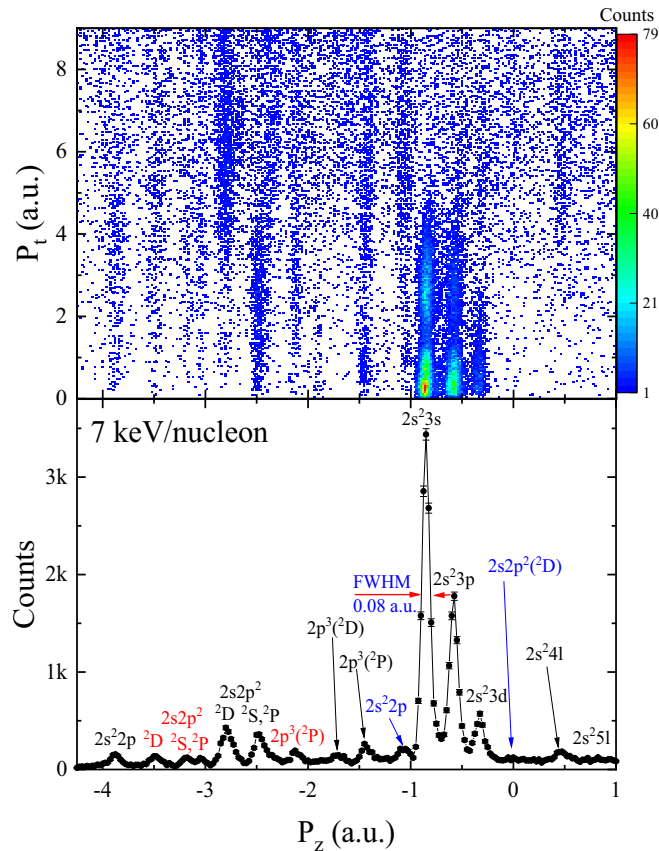 Counts
79
60
40
21
1
8
6
4
2
0
P_t (a.u.)
7 keV/nucleon
2s²3s
3k
2k
1k
0
Counts
FWHM
0.08 a.u.
2s²3p
2s2p²(²D)
2p³(²D)
2p³(²P)
2s²2p
2s²3d
2s²4l
2s²5l
2s2p²
2s2p²
²D ²S,²P
2s²2p
²D ²S,²P
2p³(²P)
-4 -3 -2 -1 0 1
P_z (a.u.)